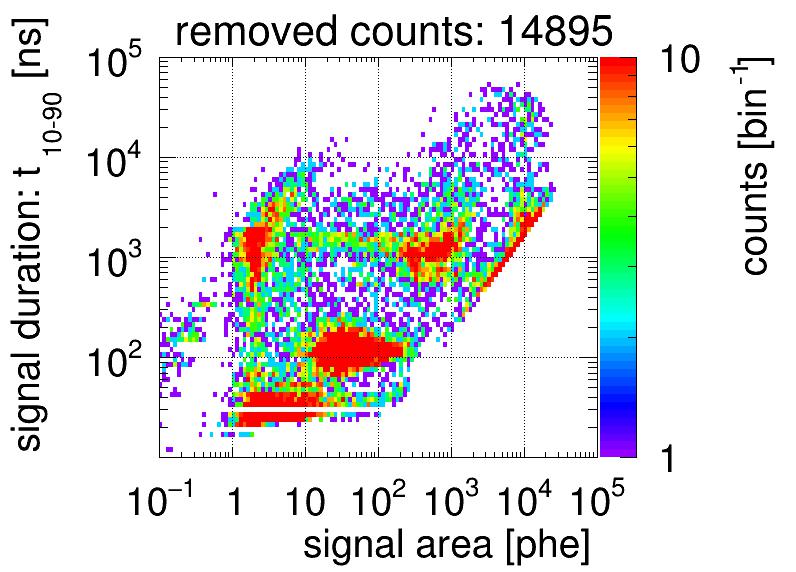 removed counts: 14895
signal duration: t 10-90 [ns]
10^5
10^4
10^3
10^2
10^−1 1 10 10^2 10^3 10^4 10^5
signal area [phe]
10
1
counts [bin^-1]